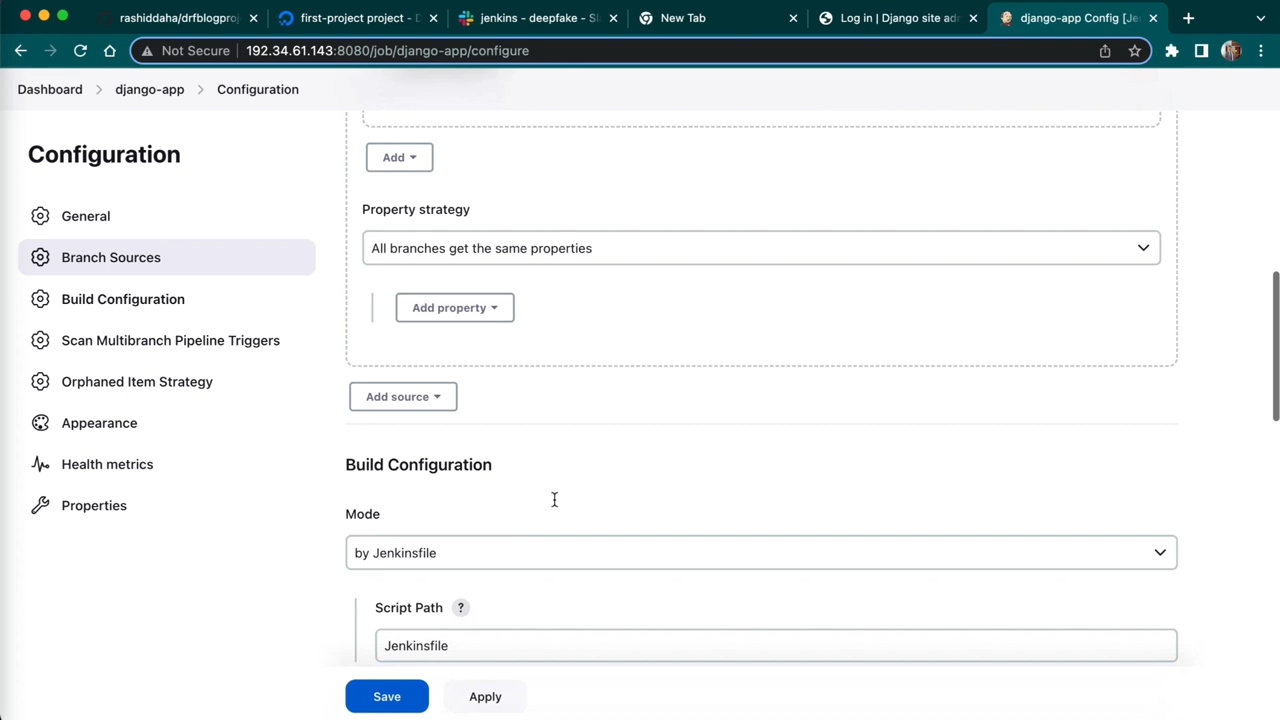 rashiddaha/drfblogproj
first-project project - D
jenkins - deepfake - Sl
New Tab
Log in | Django site adm
django-app Config [Je
Not Secure
192.34.61.143:8080/job/django-app/configure
Dashboard > django-app > Configuration
Configuration
General
Branch Sources
Build Configuration
Scan Multibranch Pipeline Triggers
Orphaned Item Strategy
Appearance
Health metrics
Properties
Add
Property strategy
All branches get the same properties
Add property
Add source
Build Configuration
Mode
by Jenkinsfile
Script Path ?
Jenkinsfile
Save
Apply